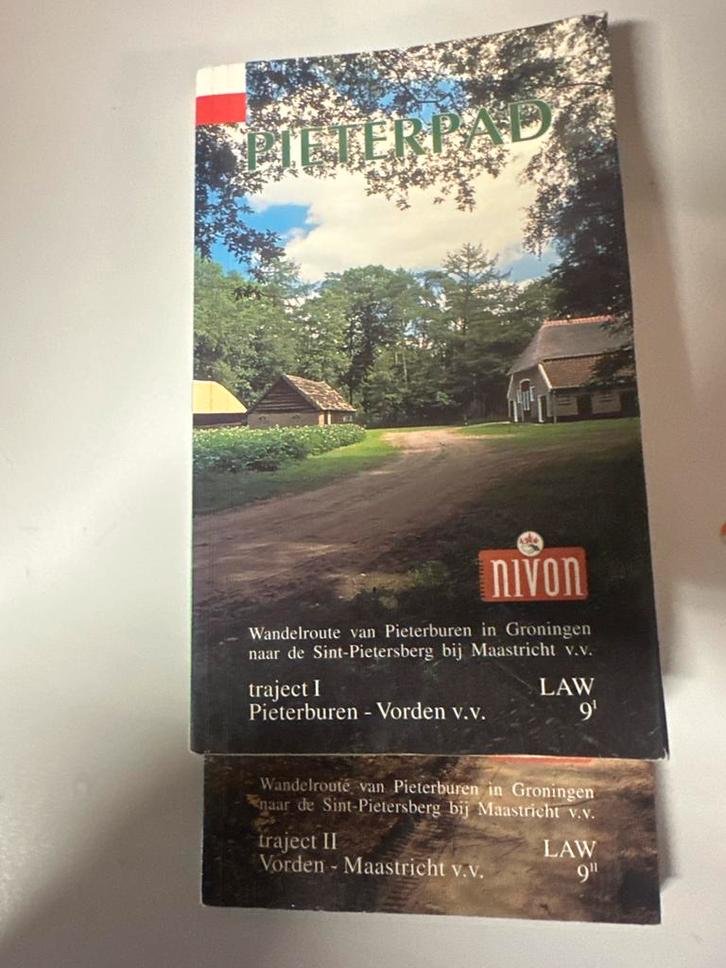 PIETERPAD
nivon
Wandelroute van Pieterburen in Groningen
naar de Sint-Pietersberg bij Maastricht v.v.
traject I
Pieterburen - Vorden v.v.
LAW
9ᴵ
Wandelroute van Pieterburen in Groningen
naar de Sint-Pietersberg bij Maastricht v.v.
traject II
Vorden - Maastricht v.v.
LAW
9ᴵᴵ